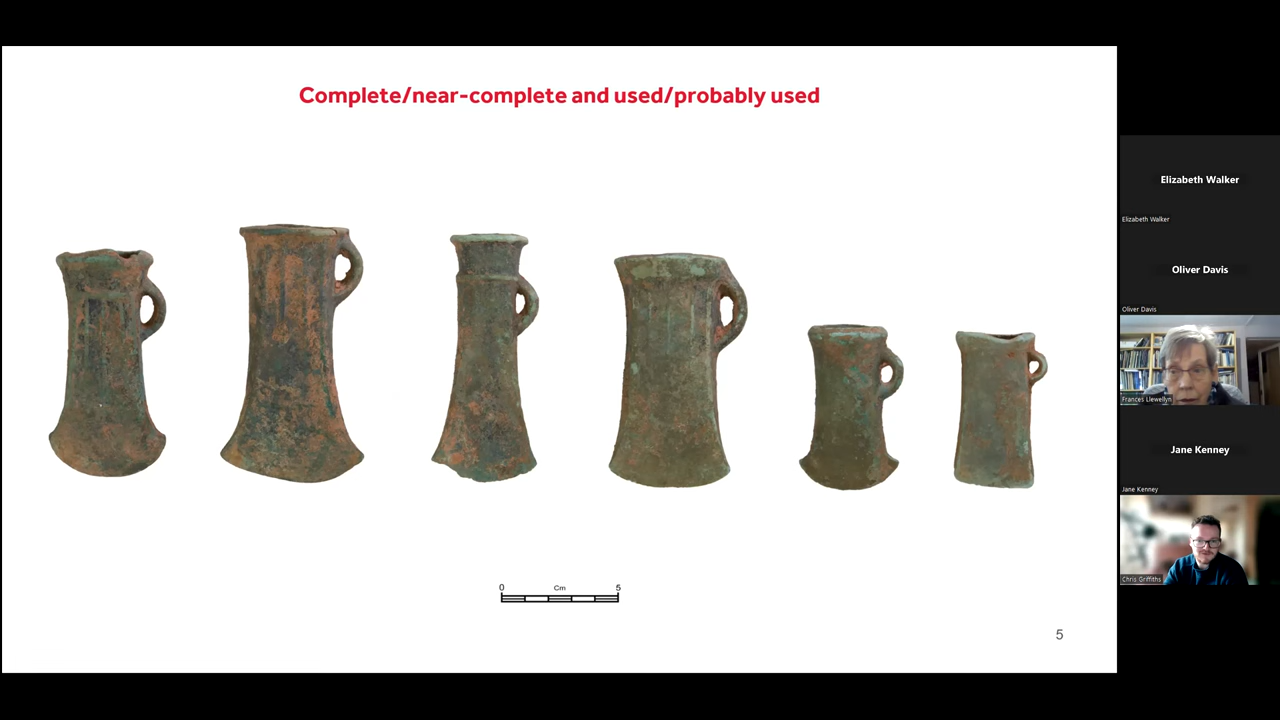 Complete/near-complete and used/probably used
0 Cm 5
5
Elizabeth Walker
Elizabeth Walker
Oliver Davis
Oliver Davis
Frances Llewellyn
Jane Kenney
Jane Kenney
Chris Griffiths